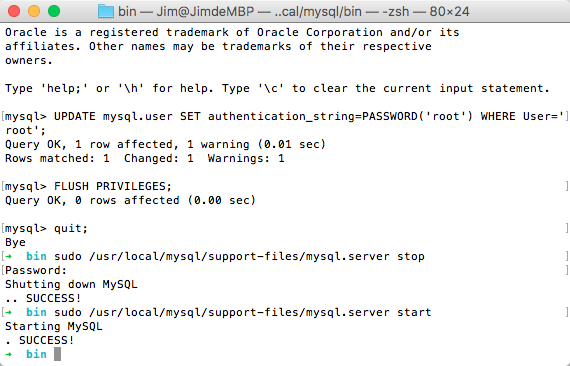 bin — Jim@JimdeMBP — ..cal/mysql/bin — -zsh — 80×24
Oracle is a registered trademark of Oracle Corporation and/or its
affiliates. Other names may be trademarks of their respective
owners.
Type 'help;' or '\h' for help. Type '\c' to clear the current input statement.
[mysql> UPDATE mysql.user SET authentication_string=PASSWORD('root') WHERE User=']
root';
Query OK, 1 row affected, 1 warning (0.01 sec)
Rows matched: 1  Changed: 1  Warnings: 1
[mysql> FLUSH PRIVILEGES; ]
Query OK, 0 rows affected (0.00 sec)
[mysql> quit; ]
Bye
[➜  bin sudo /usr/local/mysql/support-files/mysql.server stop ]
[Password: ]
Shutting down MySQL
.. SUCCESS!
[➜  bin sudo /usr/local/mysql/support-files/mysql.server start ]
Starting MySQL
. SUCCESS!
➜  bin